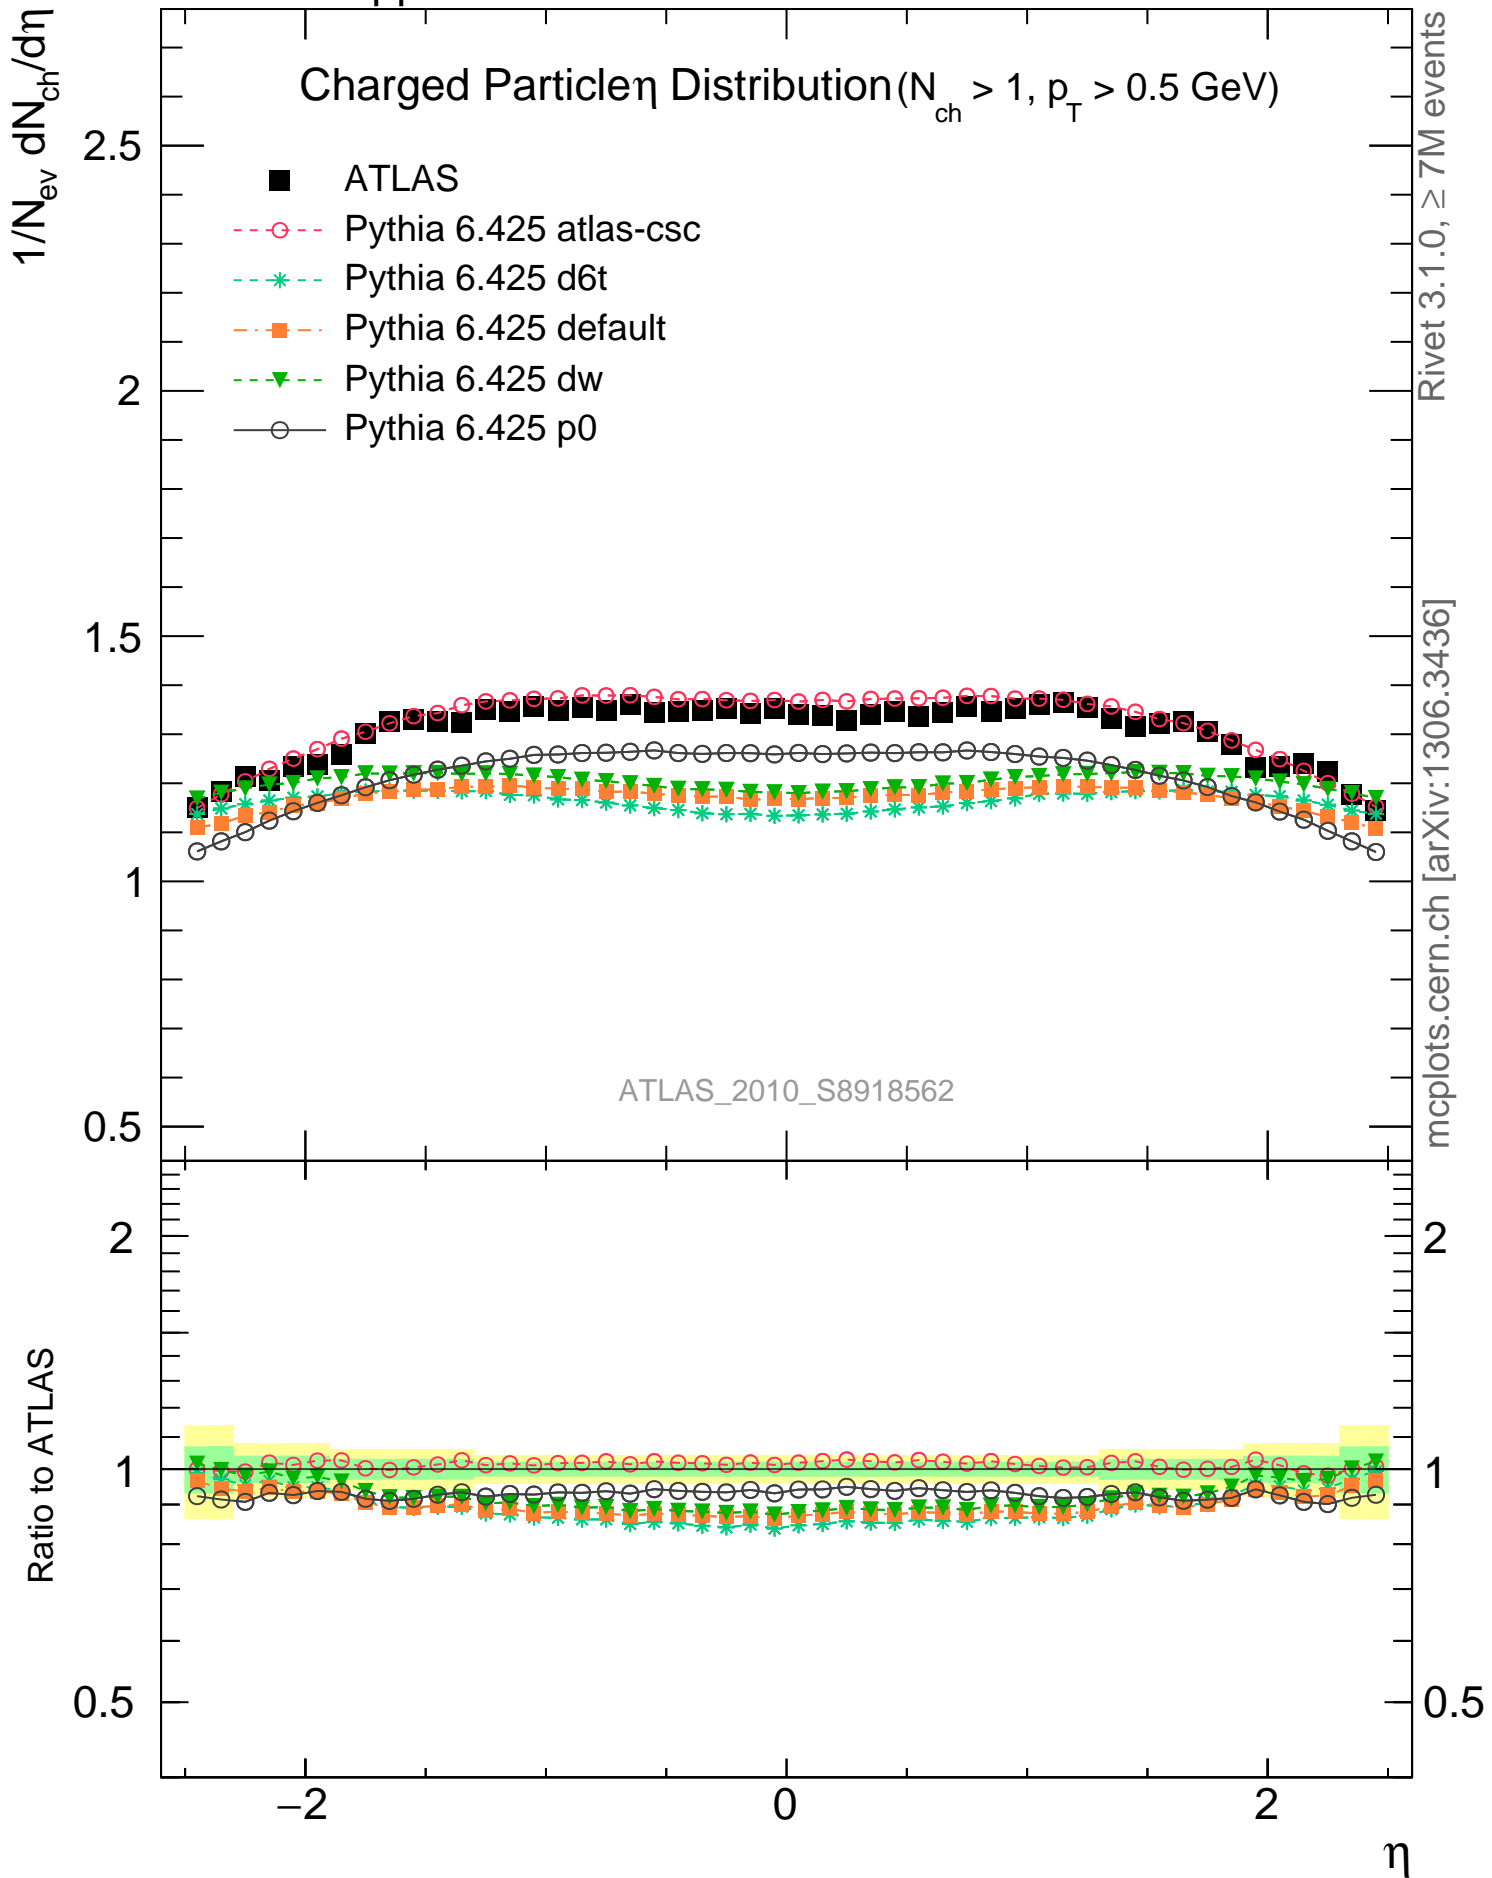 Charged Particleη Distribution (N_ch > 1, p_T > 0.5 GeV)
1/N_ev dN_ch/dη
ATLAS
Pythia 6.425 atlas-csc
Pythia 6.425 d6t
Pythia 6.425 default
Pythia 6.425 dw
Pythia 6.425 p0
2.5
2
1.5
1
0.5
ATLAS_2010_S8918562
Rivet 3.1.0, ≥ 7M events
mcplots.cern.ch [arXiv:1306.3436]
Ratio to ATLAS
2
1
0.5
2
1
0.5
−2
0
2
η